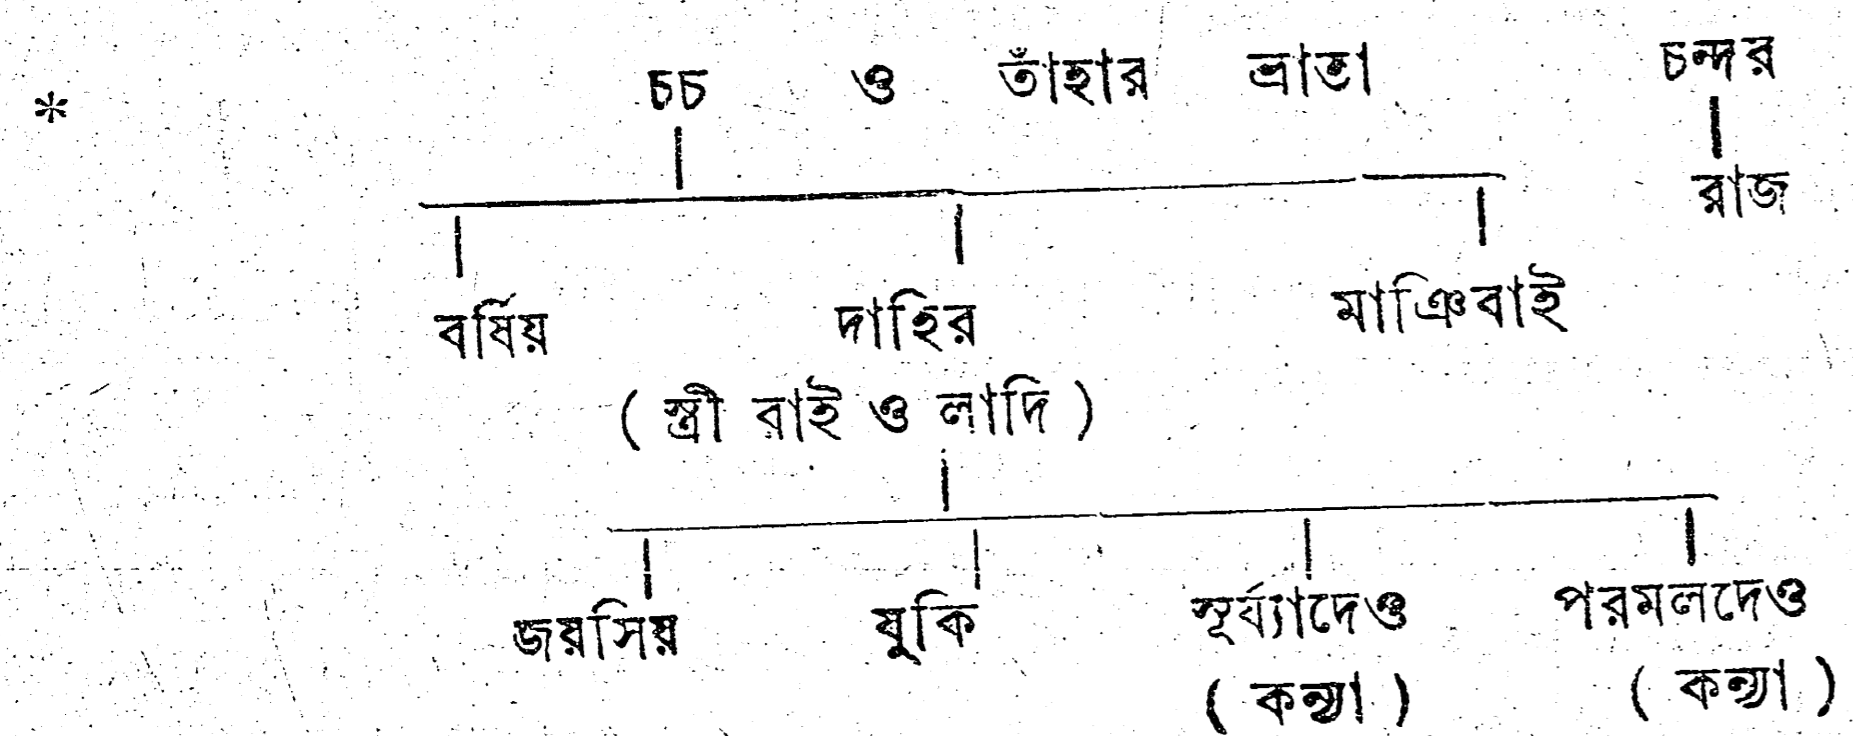 * চচ ও তাঁহার ভ্রাতা চন্দর
রাজ
বর্ষিয় দাহির মাঞিবাই
( স্ত্রী রাই ও লাদি )
জয়সিয় যুকি সূর্য্যাদেও পরমলদেও
( কন্যা ) ( কন্যা )